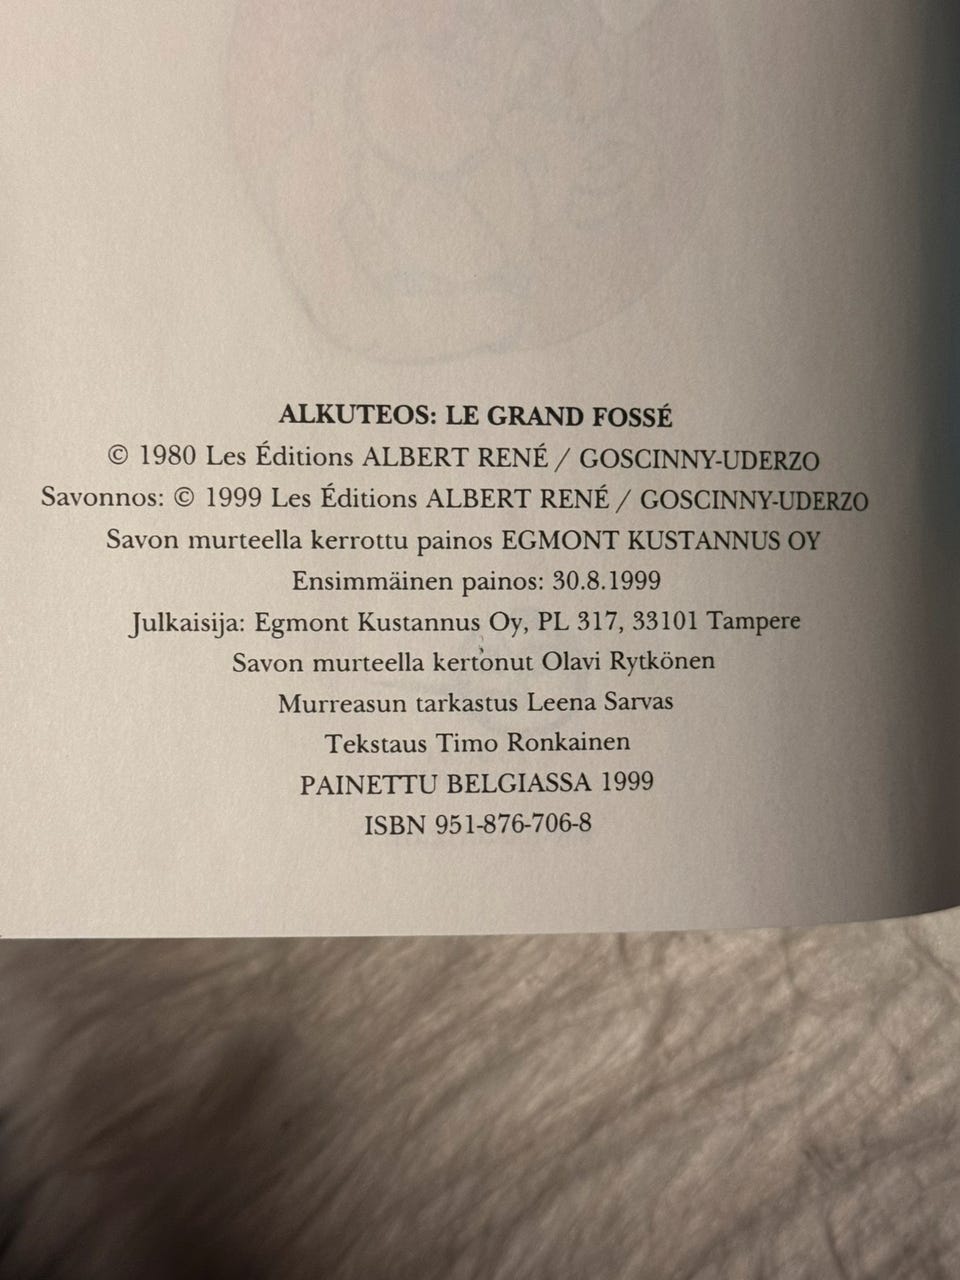 ALKUTEOS: LE GRAND FOSSÉ
© 1980 Les Éditions ALBERT RENÉ / GOSCINNY-UDERZO
Savonnos: © 1999 Les Éditions ALBERT RENÉ / GOSCINNY-UDERZO
Savon murteella kerrottu painos EGMONT KUSTANNUS OY
Ensimmäinen painos: 30.8.1999
Julkaisija: Egmont Kustannus Oy, PL 317, 33101 Tampere
Savon murteella kertonut Olavi Rytkönen
Murreasun tarkastus Leena Sarvas
Tekstaus Timo Ronkainen
PAINETTU BELGIASSA 1999
ISBN 951-876-706-8